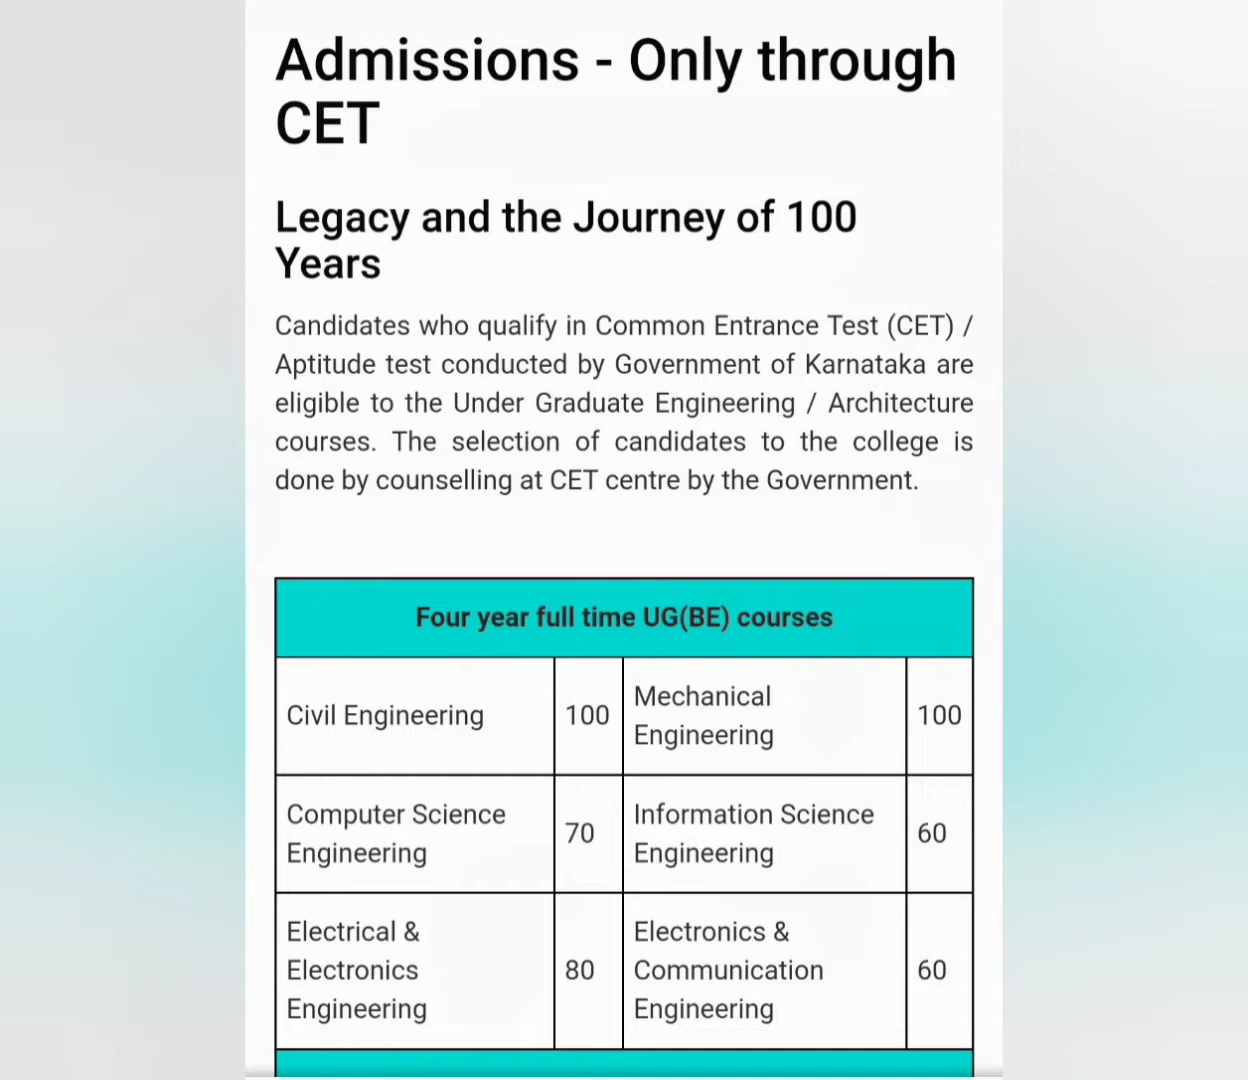 Admissions - Only through
CET
Legacy and the Journey of 100
Years
Candidates who qualify in Common Entrance Test (CET) /
Aptitude test conducted by Government of Karnataka are
eligible to the Under Graduate Engineering / Architecture
courses. The selection of candidates to the college is
done by counselling at CET centre by the Government.
Four year full time UG(BE) courses
Civil Engineering
100
Mechanical
Engineering
100
Computer Science
Engineering
70
Information Science
Engineering
60
Electrical &
Electronics
Engineering
80
Electronics &
Communication
Engineering
60